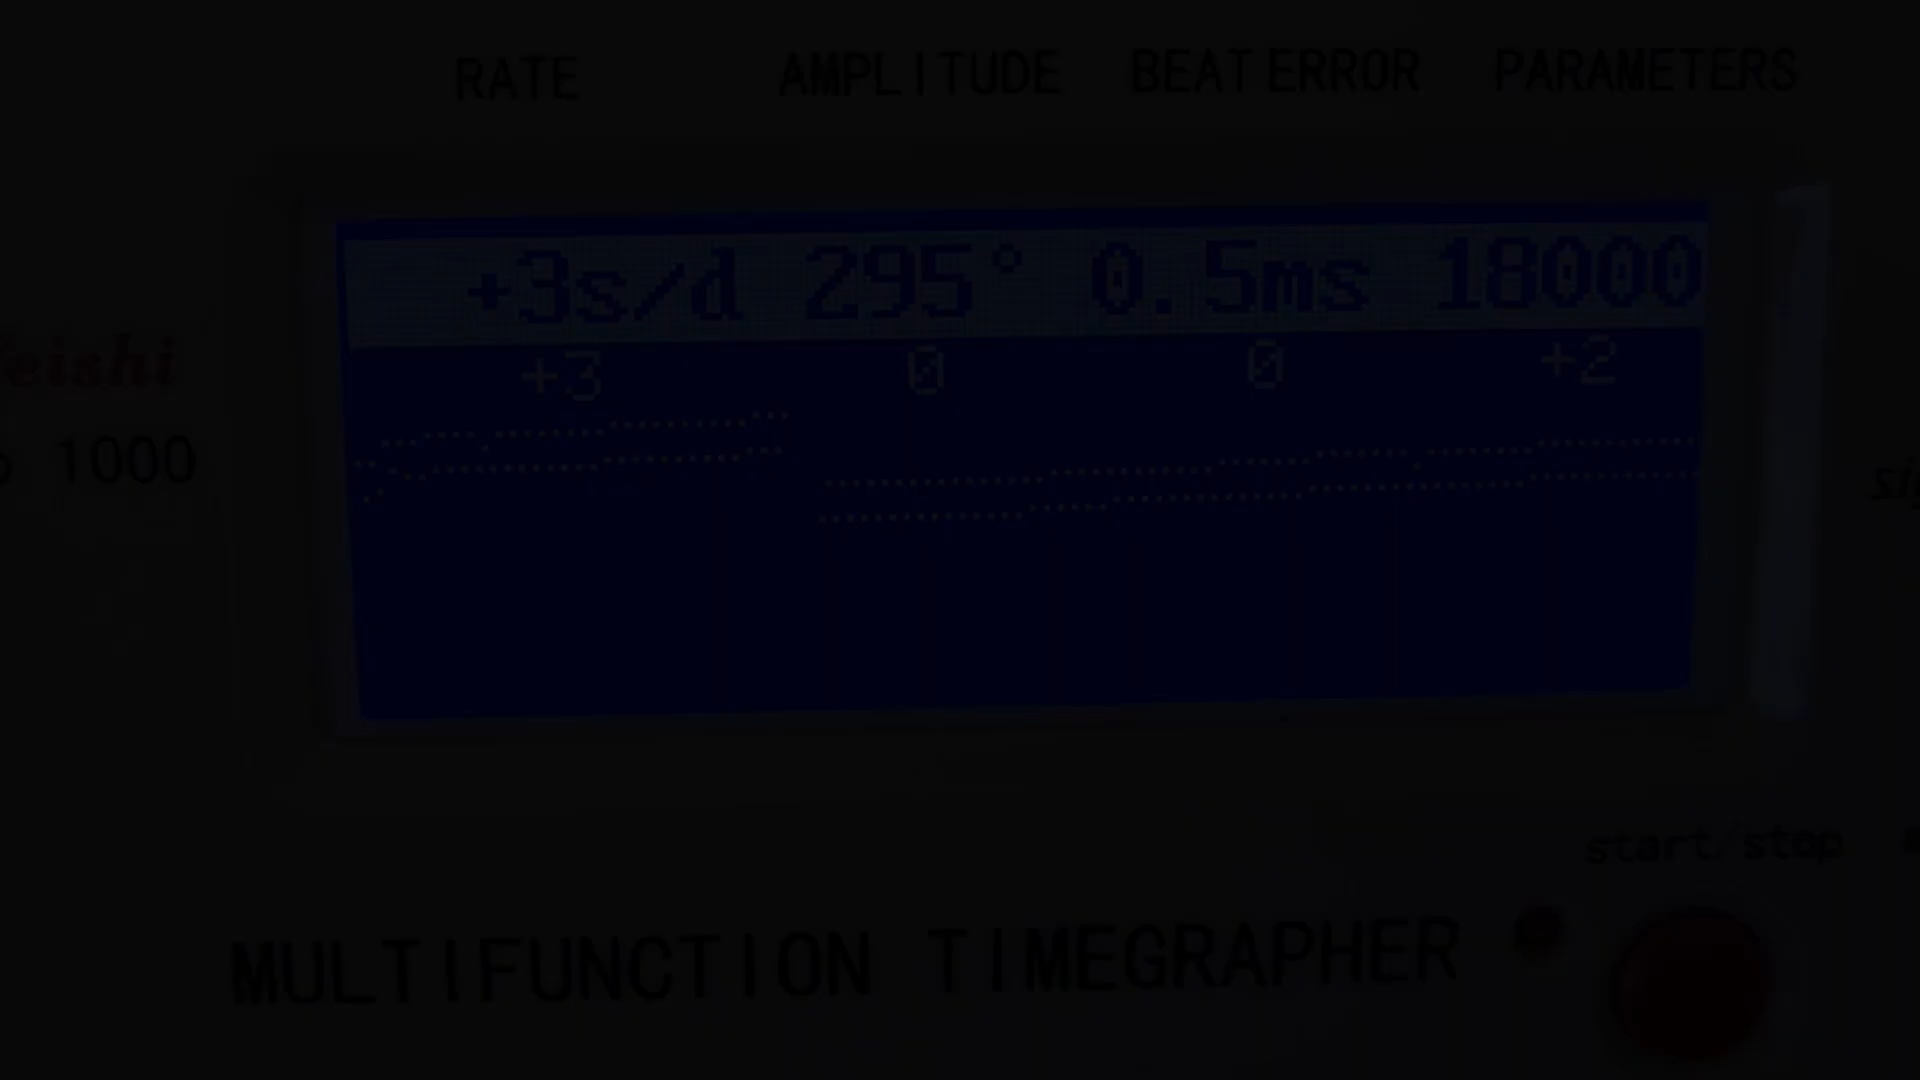 RATE AMPLITUDE BEAT ERROR PARAMETERS
+3s/d 295° 0.5ms 18000
+3 0 0 +2
eishi
1000
start/stop
MULTIFUNCTION TIMEGRAPHER